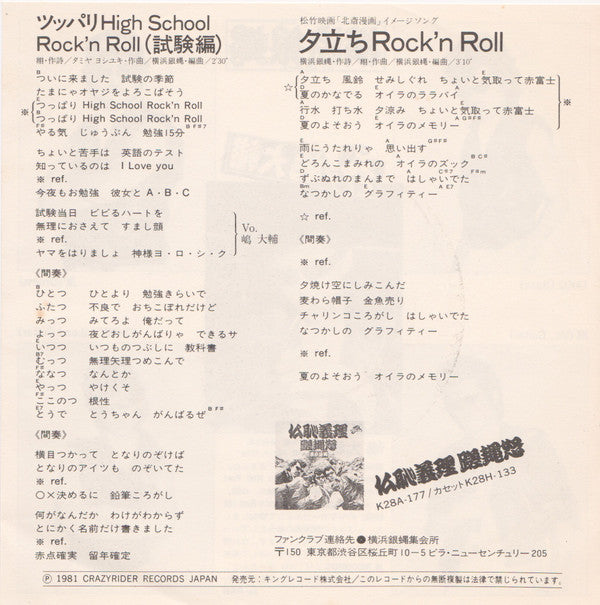 ツッパリHigh School
Rock'n Roll(試験編)
翔・作詩/タミヤ ヨシユキ・作曲/横浜銀蝿・編曲/2'30"
B
ついに来ました 試験の季節
たまにゃオヤジをよろこばそう
※
E
つっぱり High School Rock'n Roll
B
つっぱり High School Rock'n Roll
F# B F#7
やる気 じゅうぶん 勉強15分
ちょいと苦手は 英語のテスト
知っているのは I Love you
※ ref.
今夜もお勉強 彼女とA・B・C
試験当日 ビビるハートを
無理におさえて すまし顔
※ ref.
ヤマをはりましょ 神様ヨ・ロ・シ・ク
Vo.
嶋 大輔
《間奏》
B
ひとつ ひとより 勉強きらいで
ふたつ 不良で おちこぼれだけど
みっつ みてろよ 俺だって
よっつ 夜どおしがんばりゃ できるサ
E
いつつ いつものつぶしに 教科書
B7
むっつ 無理矢理つめこんで
F#
ななつ なんとか
E
やっつ やけくそ
F#
ここのつ 根性
E7 B F#
とうで とうちゃん がんばるぜ
《間奏》
横目つかって となりのぞけば
となりのアイツも のぞいてた
※ ref.
○×決めるに 鉛筆ころがし
何がなんだか わけがわからず
とにかく名前だけ書きました
※ ref.
赤点確実 留年確定
松竹映画「北斎漫画」イメージソング
夕立ちRock'n Roll
横浜銀蝿・作詩/翔・作曲/横浜銀蝿・編曲/3'10"
☆
A
夕立ち 風鈴 せみしぐれ ちょいと気取って赤富士
D A
夏のかなでる オイラのララバイ
※
A
行水 打ち水 夕涼み ちょいと気取って赤富士
D A G#F#
夏のよそおう オイラのメモリー
E A G#F#
雨にうたれりゃ 思い出す
E A B C#
どろんこまみれの オイラのズック
D A C#7 F#m
ずぶぬれのまんまで はしゃいでた
Bm E A E7
なつかしの グラフィティー
☆ ref.
《間奏》
※ ref.
夕焼け空にしみこんだ
麦わら帽子 金魚売り
チャリンコころがし はしゃいでた
なつかしの グラフィティー
※ ref.
夏のよそおう オイラのメモリー
仏恥義理 蹉䵷怒
K28A-177/カセットK28H-133
ファンクラブ連絡先●横浜銀蝿集会所
〒150 東京都渋谷区桜丘町10-5ビラ・ニューセンチュリー205
Ⓟ 1981 CRAZYRIDER RECORDS JAPAN 発売元:キングレコード株式会社/このレコードからの無断複製は法律で禁じられています。